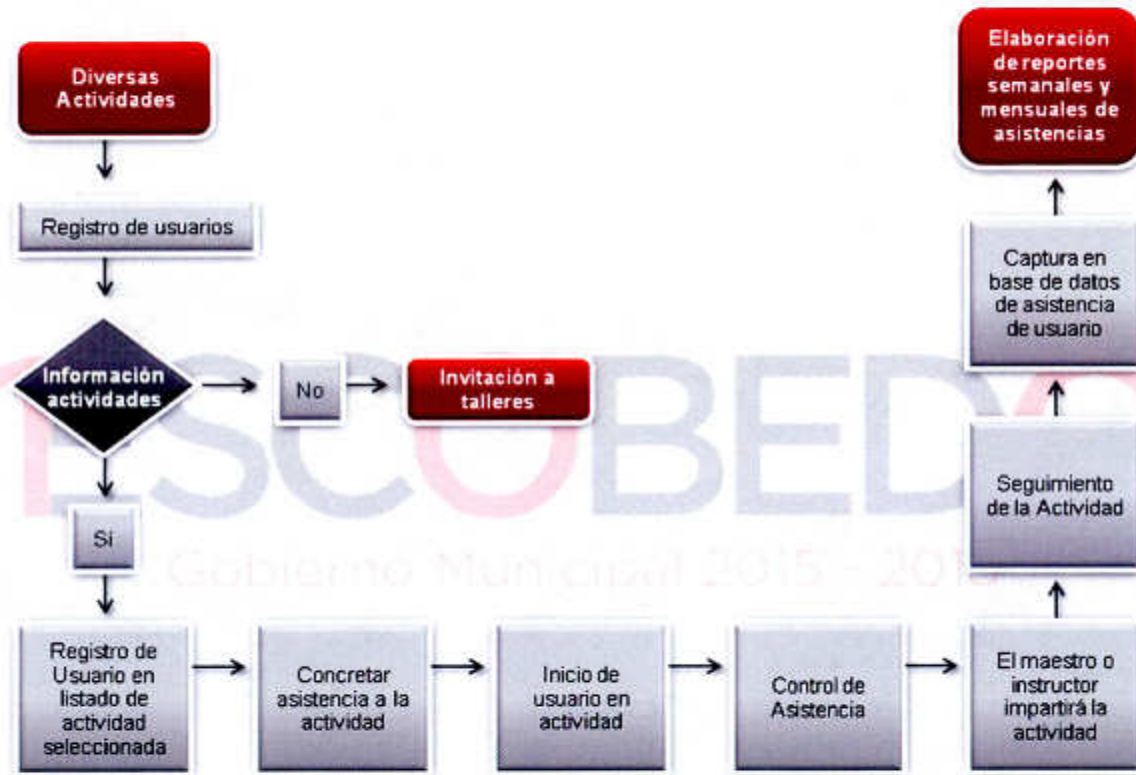 Diversas
Actividades
Registro de usuarios
Información
actividades
No
Invitación a
talleres
Sí
Registro de
Usuario en
listado de
actividad
seleccionada
Concretar
asistencia a la
actividad
Inicio de
usuario en
actividad
Control de
Asistencia
El maestro o
instructor
impartirá la
actividad
Seguimiento
de la Actividad
Captura en
base de datos
de asistencia
de usuario
Elaboración
de reportes
semanales y
mensuales de
asistencias
ESCOBEDO
Gobierno Municipal 2015 -